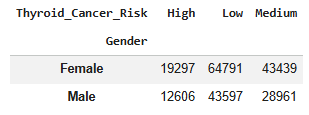 Thyroid_Cancer_Risk High Low Medium
Gender
Female 19297 64791 43439
Male 12606 43597 28961